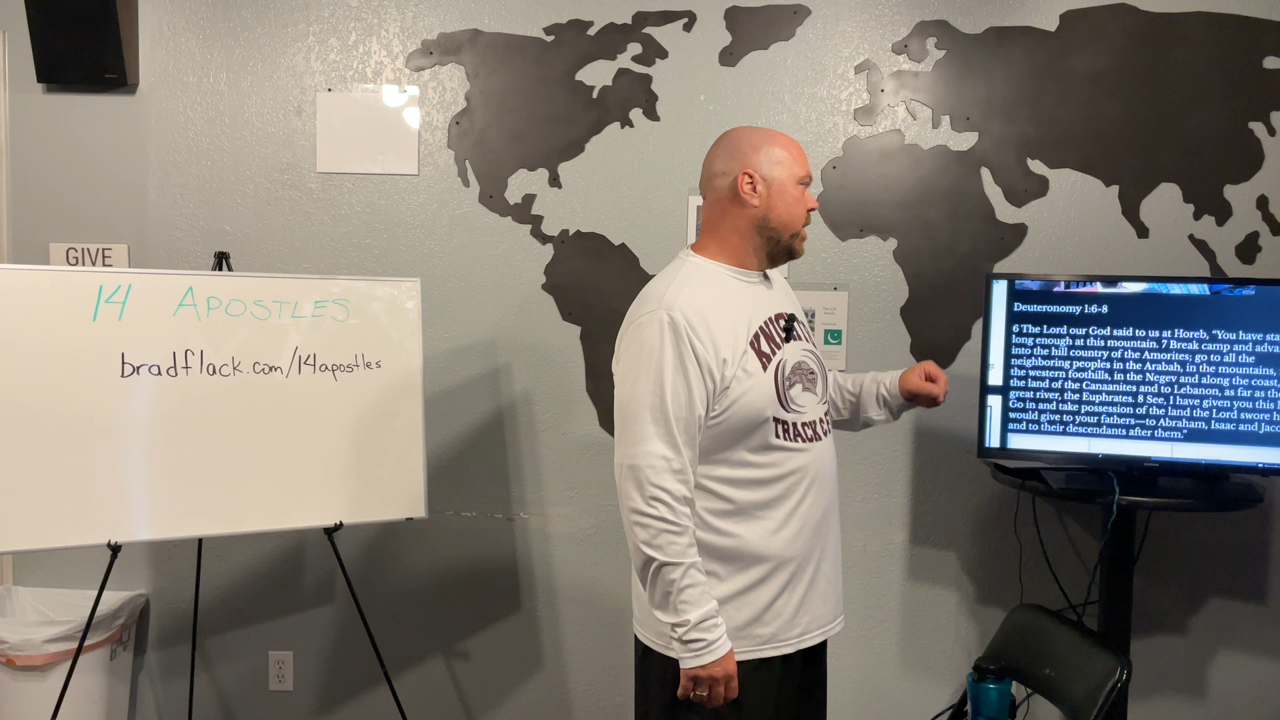 GIVE
14 APOSTLES
bradflack.com/14apostles
TRACK
Deuteronomy 1:6-8
6 The Lord our God said to us at Horeb, "You have
long enough at this mountain. 7 Break camp and
into the hill country of the Amorites; go to all the
neighboring peoples in the Arabah, in the mountains,
the western foothills, in the Negev and along the coast,
the land of the Canaanites and to Lebanon, as far as
great river, the Euphrates. 8 See, I have given you this
Go in and take possession of the land the Lord swore
would give to your fathers—to Abraham, Isaac and
and to their descendants after them."